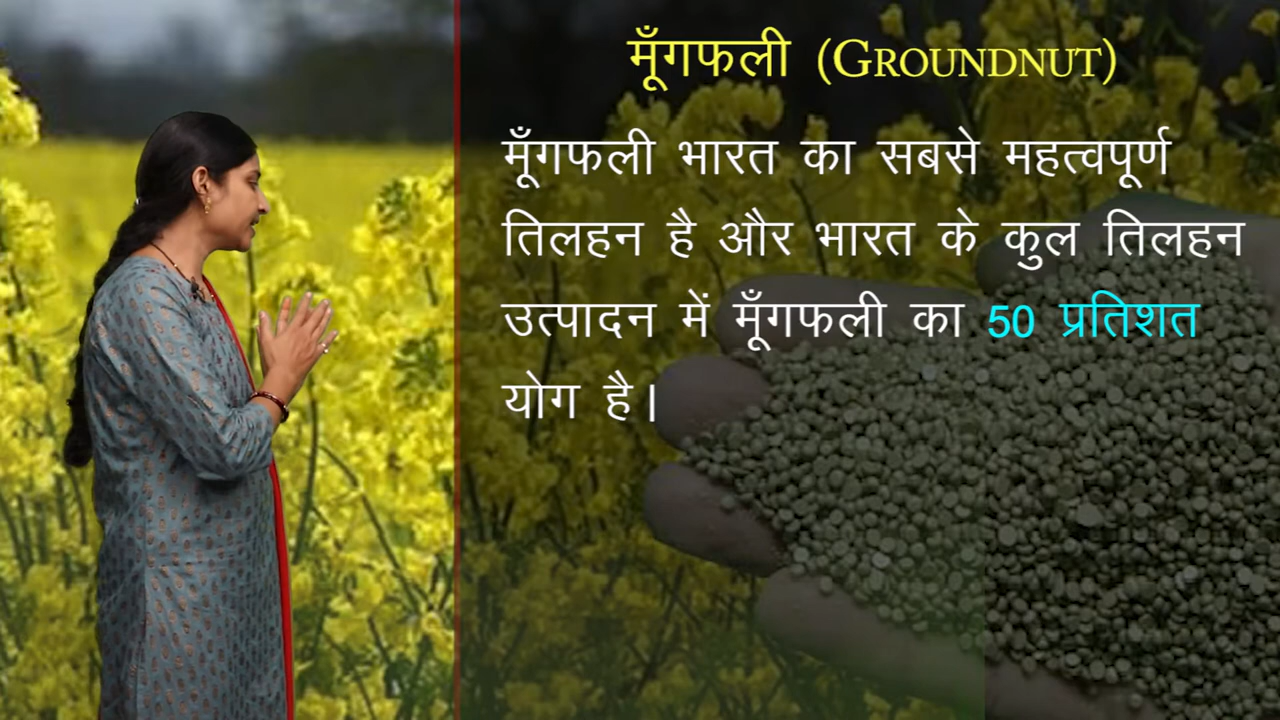 मूँगफली (Groundnut)
मूँगफली भारत का सबसे महत्वपूर्ण
तिलहन है और भारत के कुल तिलहन
उत्पादन में मूँगफली का 50 प्रतिशत
योग है।